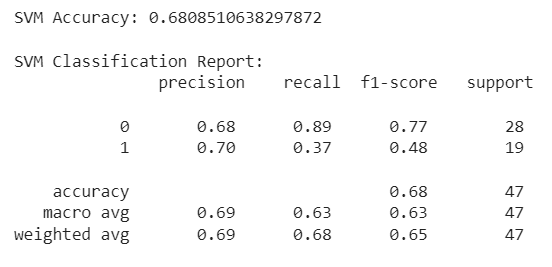 SVM Accuracy: 0.6808510638297872
SVM Classification Report:
precision recall f1-score support
0 0.68 0.89 0.77 28
1 0.70 0.37 0.48 19
accuracy 0.68 47
macro avg 0.69 0.63 0.63 47
weighted avg 0.69 0.68 0.65 47